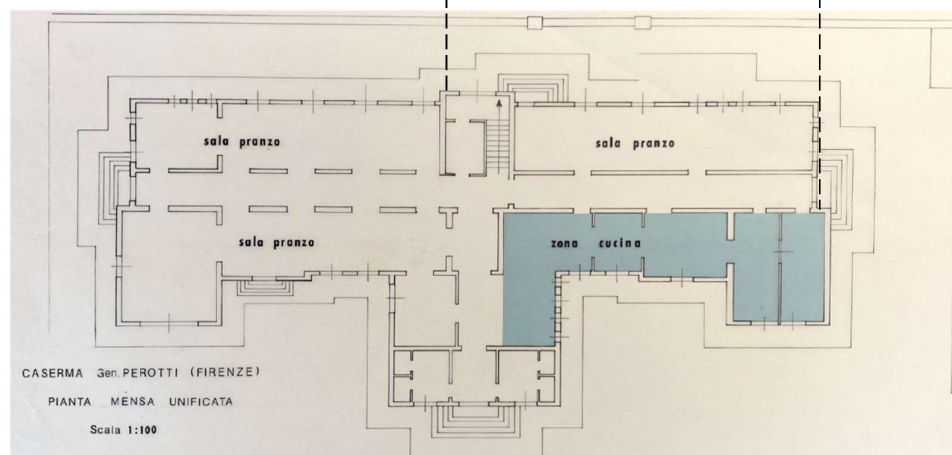 sala pranzo
sala pranzo
sala pranzo
zona cucina
CASERMA Gen. PEROTTI (FIRENZE)
PIANTA MENSA UNIFICATA
Scala 1:100